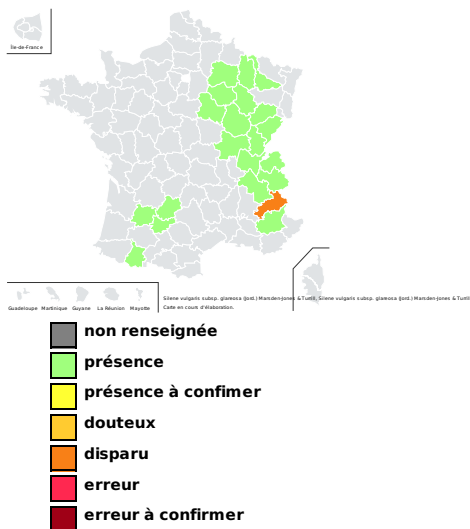 Île-de-France
Guadeloupe Martinique Guyane La Réunion Mayotte
Silene vulgaris subsp. glareosa (Jord.) Marsden-Jones & Turrill, Silene vulgaris subsp. glareosa (Jord.) Marsden-Jones & Turrill
Carte en cours d'élaboration.
non renseignée
présence
présence à confimer
douteux
disparu
erreur
erreur à confirmer